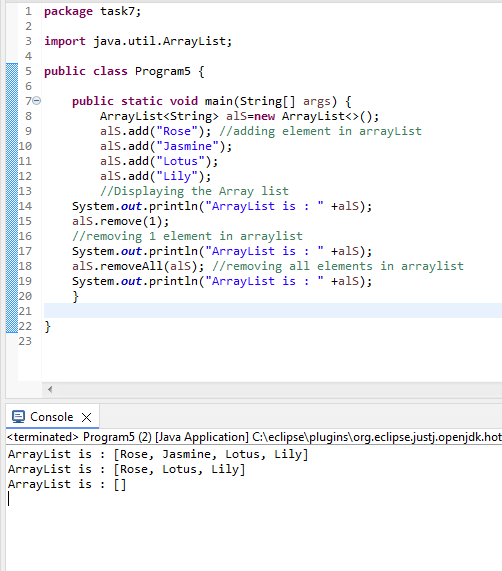 1 package task7;
2
3 import java.util.ArrayList;
4
5 public class Program5 {
6
7 public static void main(String[] args) {
8 ArrayList<String> alS=new ArrayList<>();
9 alS.add("Rose"); //adding element in arrayList
10 alS.add("Jasmine");
11 alS.add("Lotus");
12 alS.add("Lily");
13 //Displaying the Array list
14 System.out.println("ArrayList is : " +alS);
15 alS.remove(1);
16 //removing 1 element in arraylist
17 System.out.println("ArrayList is : " +alS);
18 alS.removeAll(alS); //removing all elements in arraylist
19 System.out.println("ArrayList is : " +alS);
20 }
21
22 }
23
Console
<terminated> Program5 (2) [Java Application] C:\eclipse\plugins\org.eclipse.justj.openjdk.hot
ArrayList is : [Rose, Jasmine, Lotus, Lily]
ArrayList is : [Rose, Lotus, Lily]
ArrayList is : []